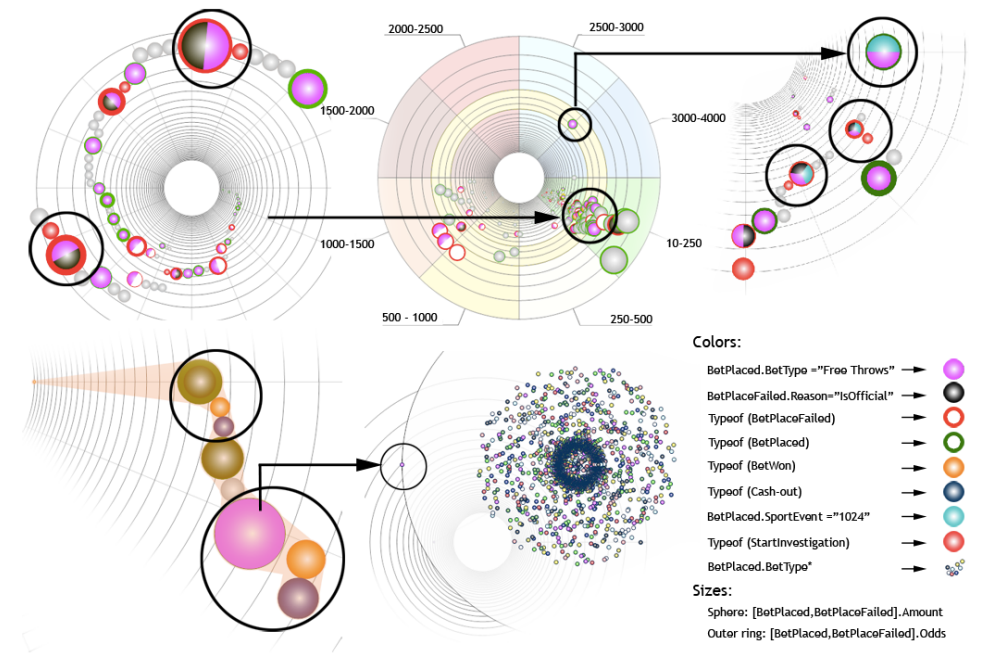 2000-2500
2500-3000
1500-2000
3000-4000
1000-1500
10-250
500 - 1000
250-500
Colors:
BetPlaced.BetType ="Free Throws"
BetPlaceFailed.Reason="IsOfficial"
Typeof (BetPlaceFailed)
Typeof (BetPlaced)
Typeof (BetWon)
Typeof (Cash-out)
BetPlaced.SportEvent ="1024"
Typeof (StartInvestigation)
BetPlaced.BetType*
Sizes:
Sphere: [BetPlaced,BetPlaceFailed].Amount
Outer ring: [BetPlaced,BetPlaceFailed].Odds